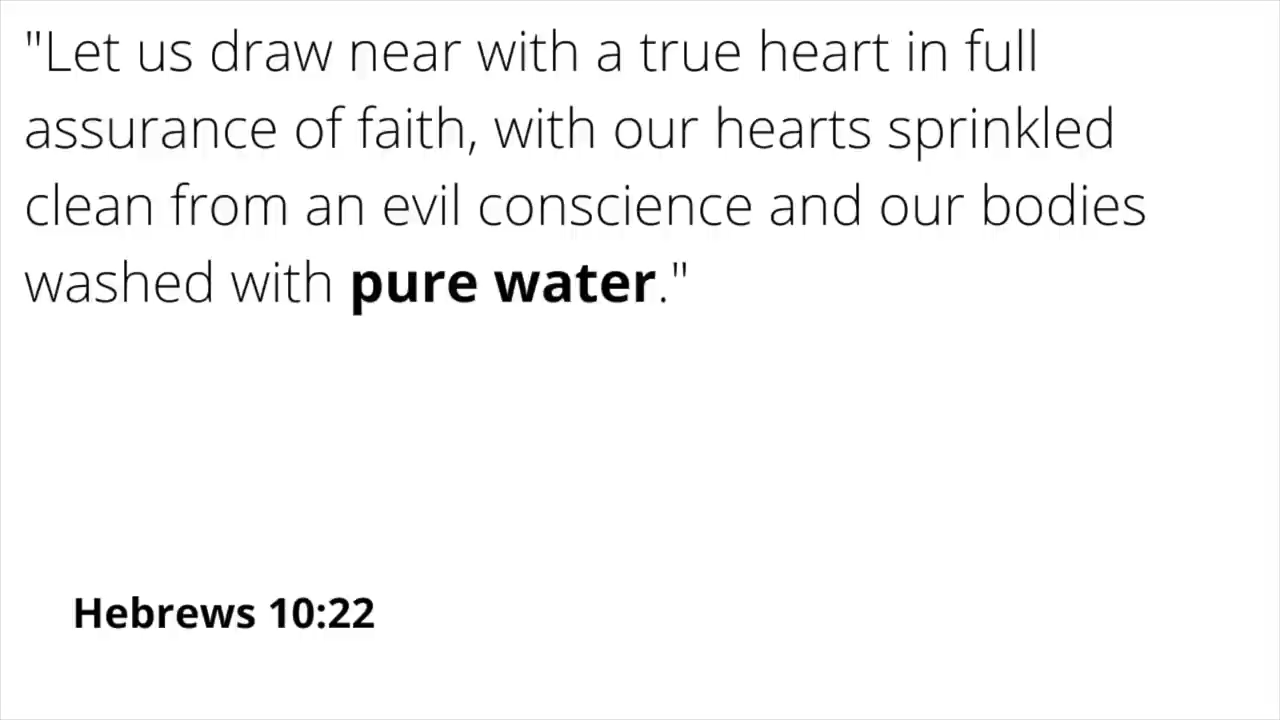 "Let us draw near with a true heart in full
assurance of faith, with our hearts sprinkled
clean from an evil conscience and our bodies
washed with pure water."
Hebrews 10:22